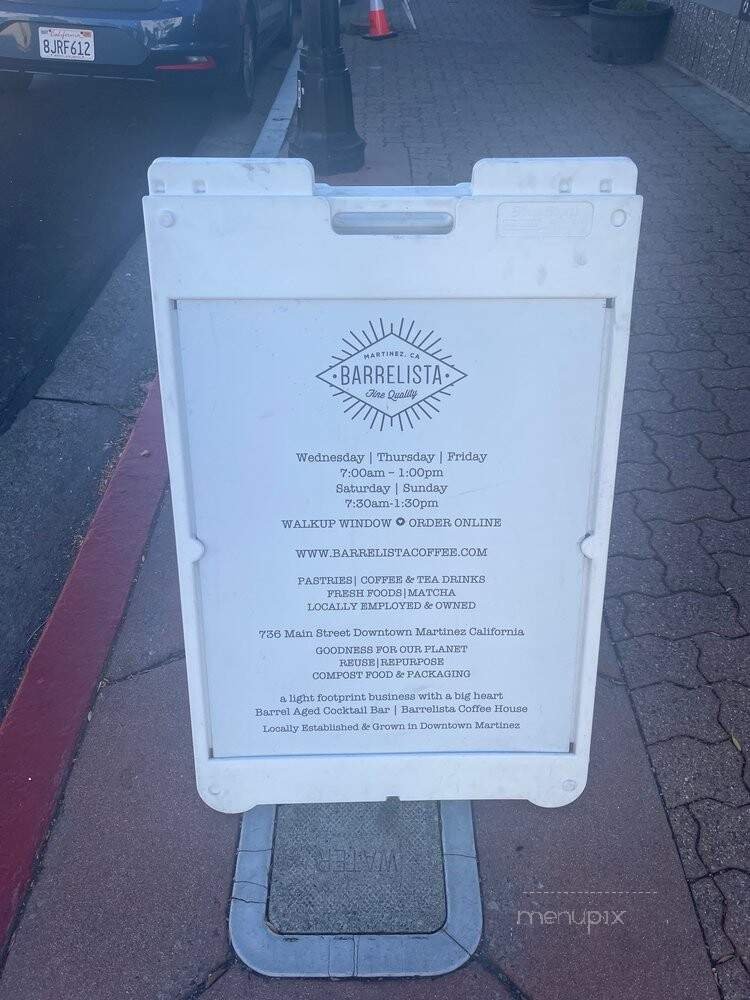 California
8JRF612
MARTINEZ, CA
BARRELISTA
Fine Quality
Wednesday | Thursday | Friday
7:00am – 1:00pm
Saturday | Sunday
7:30am-1:30pm
WALKUP WINDOW ORDER ONLINE
WWW.BARRELISTACOFFEE.COM
PASTRIES| COFFEE & TEA DRINKS
FRESH FOODS|MATCHA
LOCALLY EMPLOYED & OWNED
736 Main Street Downtown Martinez California
GOODNESS FOR OUR PLANET
REUSE|REPURPOSE
COMPOST FOOD & PACKAGING
a light footprint business with a big heart
Barrel Aged Cocktail Bar | Barrelista Coffee House
Locally Established & Grown in Downtown Martinez
WATER
menupix